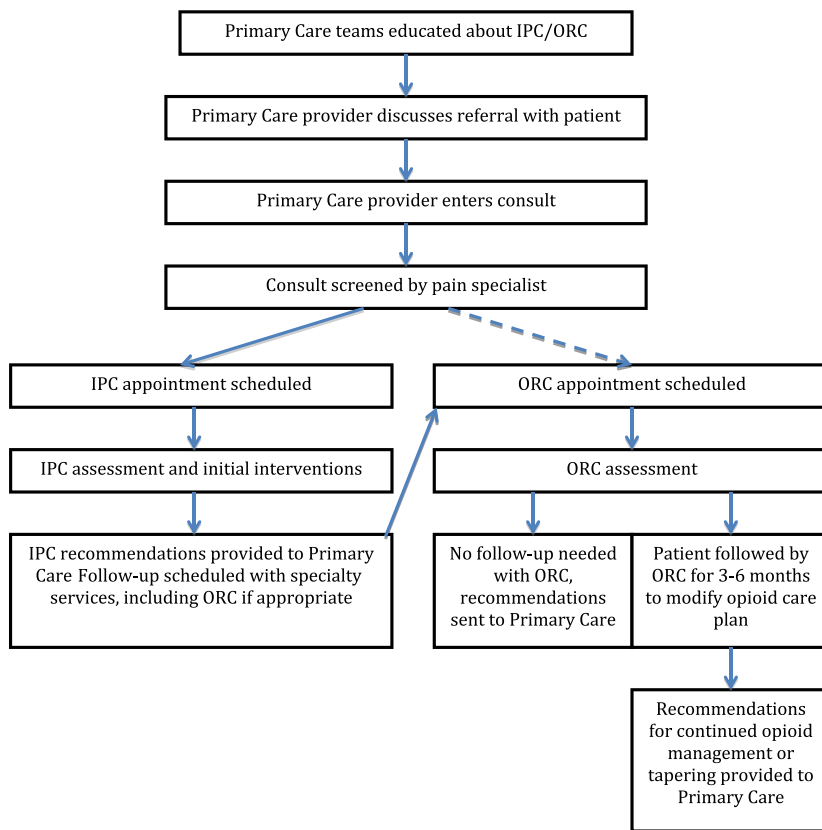 Primary Care teams educated about IPC/ORC
Primary Care provider discusses referral with patient
Primary Care provider enters consult
Consult screened by pain specialist
IPC appointment scheduled
ORC appointment scheduled
IPC assessment and initial interventions
ORC assessment
IPC recommendations provided to Primary
Care Follow-up scheduled with specialty
services, including ORC if appropriate
No follow-up needed
with ORC,
recommendations
sent to Primary Care
Patient followed by
ORC for 3-6 months
to modify opioid care
plan
Recommendations
for continued opioid
management or
tapering provided to
Primary Care